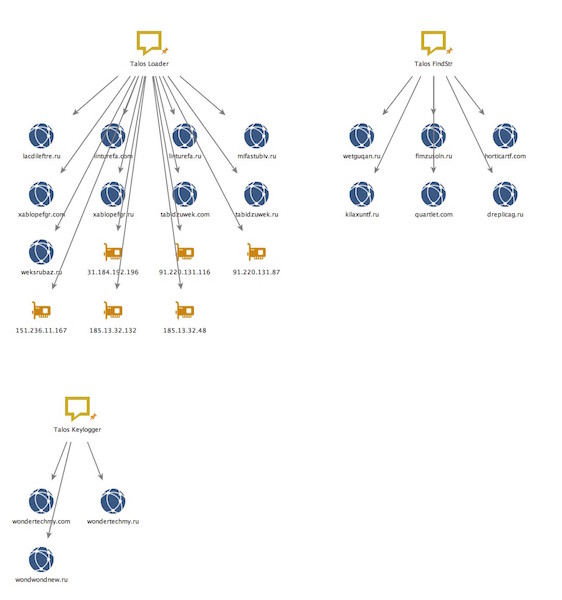 Talos Loader
Talos FindStr
lacdileftre.ru
linturefa.com
linturefa.ru
mifastubiv.ru
wetguqan.ru
fimzusoln.ru
horticartf.com
xablopefgr.com
xablopefgr.ru
tabidzuwek.com
tabidzuwek.ru
kilaxuntf.ru
quartlet.com
dreplicag.ru
weksrubaz.ru
31.184.192.196
91.220.131.116
91.220.131.87
151.236.11.167
185.13.32.132
185.13.32.48
Talos Keylogger
wondertechmy.com
wondertechmy.ru
wondwondnew.ru